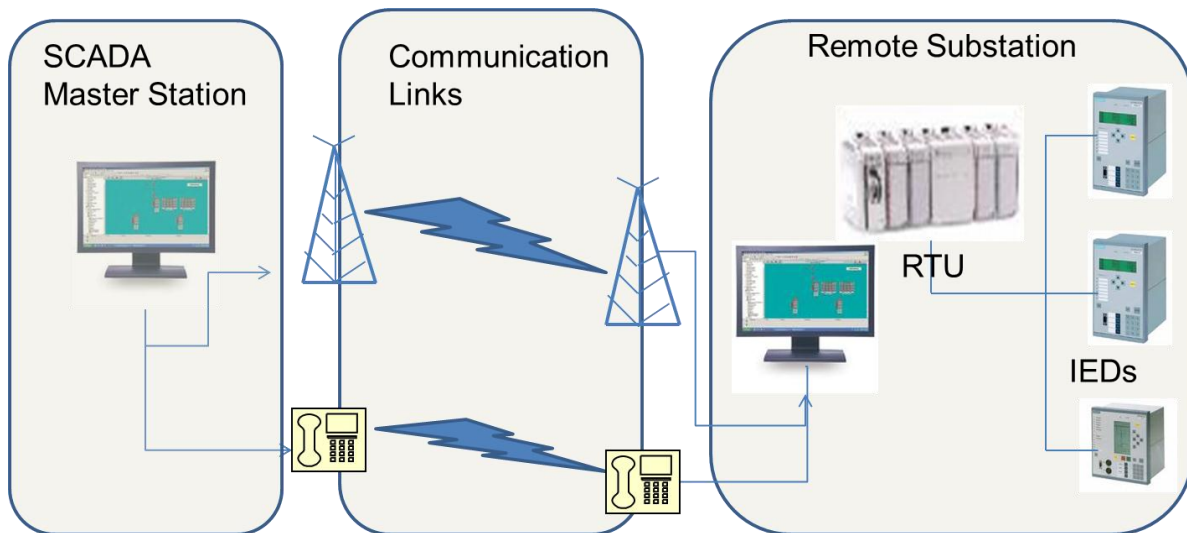 SCADA
Master Station
Communication
Links
Remote Substation
RTU
IEDs